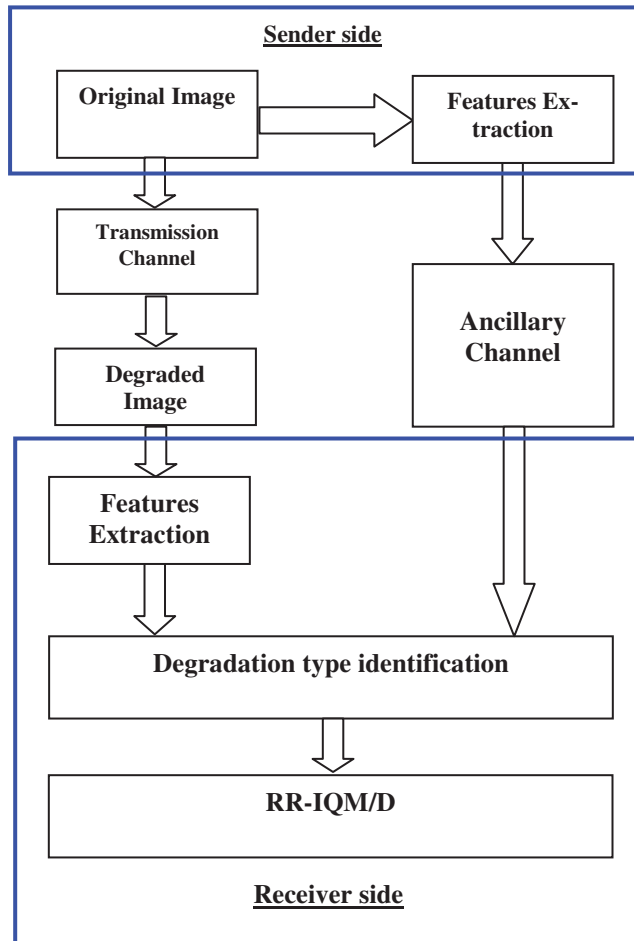 Sender side
Original Image
Features Ex-
traction
Transmission
Channel
Ancillary
Channel
Degraded
Image
Features
Extraction
Degradation type identification
RR-IQM/D
Receiver side